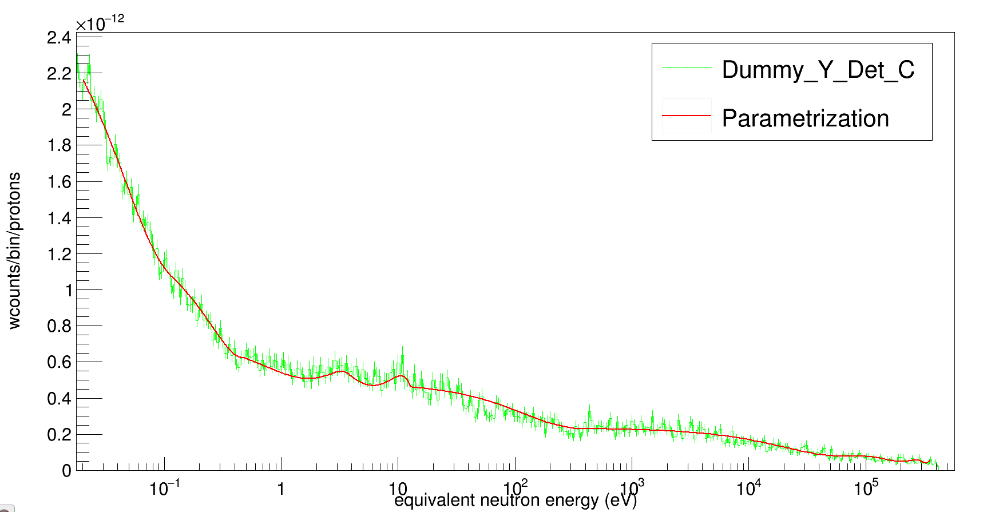 ×10⁻¹²
Dummy_Y_Det_C
Parametrization
wcounts/bin/protons
2.4
2.2
2
1.8
1.6
1.4
1.2
1
0.8
0.6
0.4
0.2
0
10⁻¹ 1 10 10² 10³ 10⁴ 10⁵
equivalent neutron energy (eV)